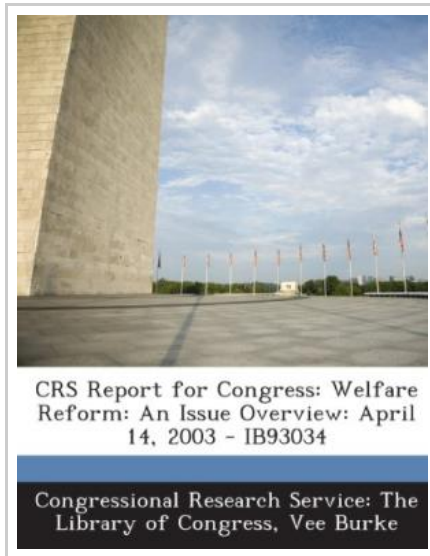 CRS Report for Congress: Welfare
Reform: An Issue Overview: April
14, 2003 - IB93034
Congressional Research Service: The
Library of Congress, Vee Burke